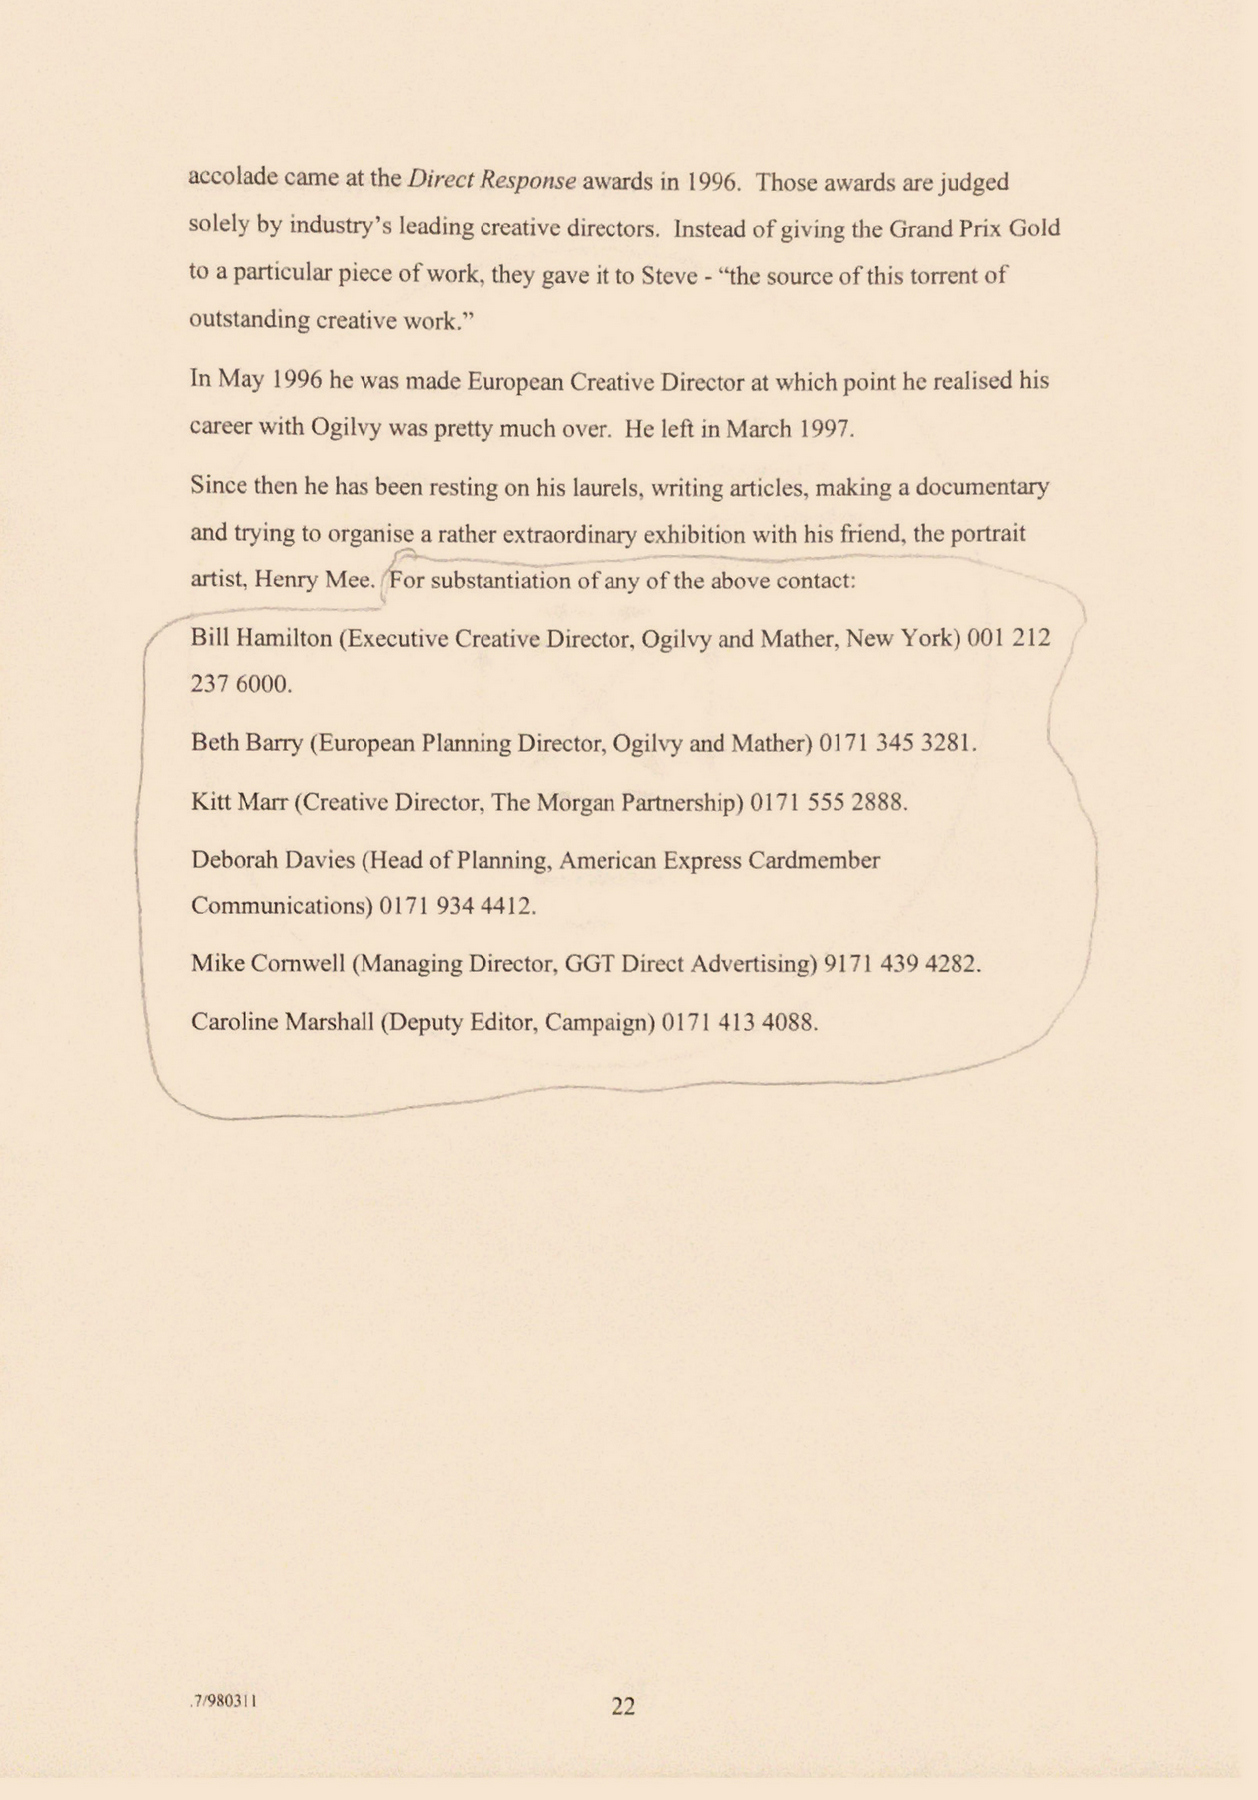 accolade came at the Direct Response awards in 1996. Those awards are judged
solely by industry's leading creative directors. Instead of giving the Grand Prix Gold
to a particular piece of work, they gave it to Steve - “the source of this torrent of
outstanding creative work.”
In May 1996 he was made European Creative Director at which point he realised his
career with Ogilvy was pretty much over. He left in March 1997.
Since then he has been resting on his laurels, writing articles, making a documentary
and trying to organise a rather extraordinary exhibition with his friend, the portrait
artist, Henry Mee. For substantiation of any of the above contact:
Bill Hamilton (Executive Creative Director, Ogilvy and Mather, New York) 001 212
237 6000.
Beth Barry (European Planning Director, Ogilvy and Mather) 0171 345 3281.
Kitt Marr (Creative Director, The Morgan Partnership) 0171 555 2888.
Deborah Davies (Head of Planning, American Express Cardmember
Communications) 0171 934 4412.
Mike Cornwell (Managing Director, GGT Direct Advertising) 9171 439 4282.
Caroline Marshall (Deputy Editor, Campaign) 0171 413 4088.
.7/980311
22